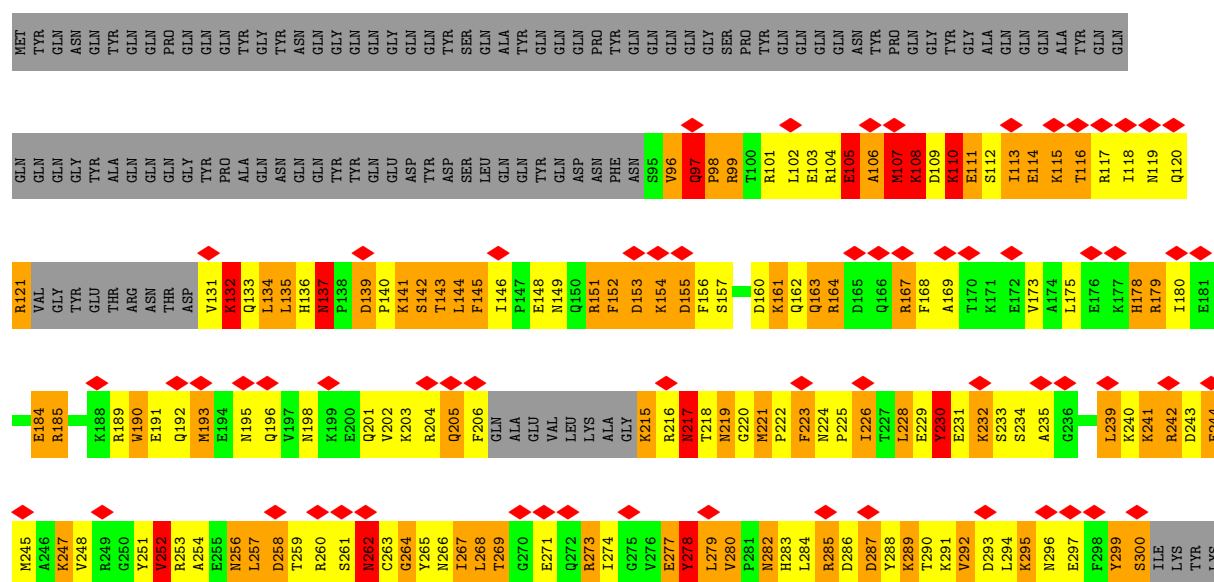 MET TYR GLN ASN GLN TYR GLN GLN PRO GLN GLN GLN TYR GLY TYR ASN GLN GLY GLN GLN GLY GLN GLN TYR SER GLN ALA TYR GLN GLN GLN PRO TYR GLN GLN GLN GLN GLY SER PRO TYR GLN GLN GLN GLN ASN TYR PRO GLN GLY TYR GLY ALA GLN GLN GLN ALA TYR GLN GLN
GLN GLN GLN GLY TYR ALA GLN GLN GLN GLY TYR PRO ALA GLN ASN GLN GLN TYR TYR GLN GLU ASP TYR ASP SER LEU GLN GLN TYR GLN ASP ASN PHE ASN S95 V96 Q97 P98 R99 T100 R101 L102 E103 R104 E105 A106 M107 K108 D109 K110 E111 S112 I113 E114 K115 T116 R117 I118 N119 Q120
R121 VAL GLY TYR GLU THR ARG ASN THR ASP V131 K132 Q133 L134 L135 H136 N137 P138 D139 P140 K141 S142 T143 L144 F145 I146 P147 E148 N149 Q150 R151 F152 D153 K154 D155 F156 S157 D160 K161 Q162 Q163 R164 D165 Q166 R167 F168 A169 T170 K171 E172 V173 A174 L175 E176 K177 H178 R179 I180 E181
E184 R185 K188 R189 W190 E191 Q192 M193 E194 N195 Q196 V197 N198 K199 E200 Q201 V202 K203 R204 Q205 F206 GLN ALA GLU VAL LEU LYS ALA GLY K215 R216 N217 T218 N219 G220 M221 P222 F223 N224 P225 I226 T227 L228 E229 Y230 E231 K232 S233 S234 A235 G236 L239 K240 K241 R242 D243
M245 A246 K247 V248 R249 G250 Y251 V252 R253 A254 E255 N256 L257 D258 T259 R260 S261 N262 C263 G264 Y265 N266 I267 L268 T269 G270 E271 Q272 R273 I274 G275 V276 E277 Y278 L279 V280 P281 N282 H283 L284 R285 D286 D287 Y288 K289 T290 K291 V292 D293 L294 K295 N296 E297 F298 Y299 S300 ILE LYS TYR